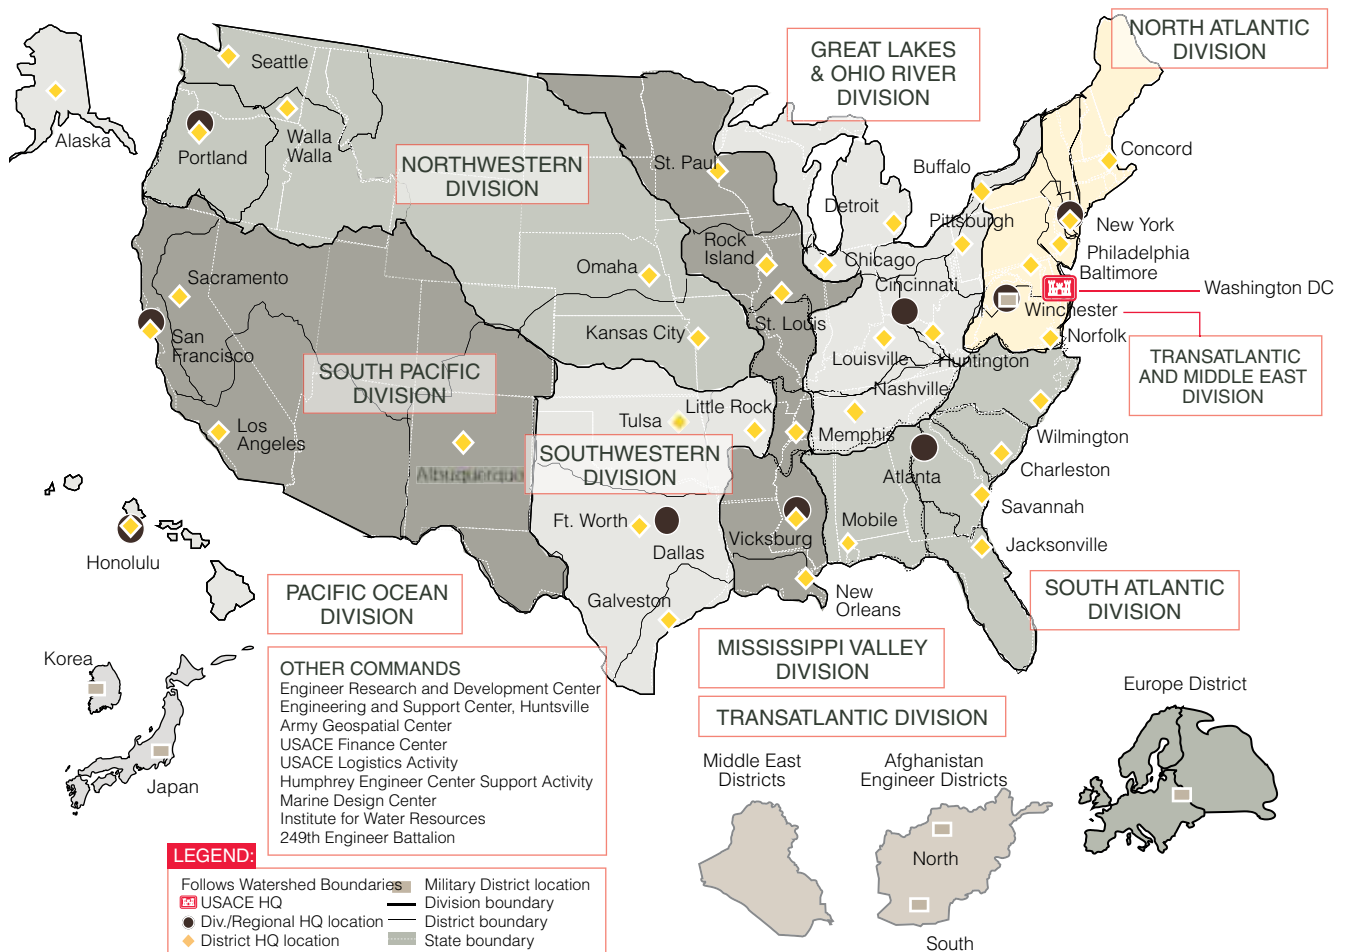 NORTH ATLANTIC
DIVISION
GREAT LAKES
& OHIO RIVER
DIVISION
Seattle
Alaska
Walla
Walla
Portland
NORTHWESTERN
DIVISION
St. Paul
Buffalo
Concord
Detroit
Pittsburgh
New York
Rock
Island
Philadelphia
Omaha
Chicago
Baltimore
Sacramento
Cincinnati
Washington DC
Winchester
San
Francisco
Kansas City
St. Louis
Norfolk
Louisville
Huntington
TRANSATLANTIC
AND MIDDLE EAST
DIVISION
SOUTH PACIFIC
DIVISION
Nashville
Los
Angeles
Tulsa
Little Rock
Memphis
Wilmington
SOUTHWESTERN
DIVISION
Charleston
Albuquerque
Atlanta
Savannah
Ft. Worth
Dallas
Vicksburg
Mobile
Jacksonville
Honolulu
PACIFIC OCEAN
DIVISION
Galveston
New
Orleans
SOUTH ATLANTIC
DIVISION
MISSISSIPPI VALLEY
DIVISION
Korea
Japan
OTHER COMMANDS
Engineer Research and Development Center
Engineering and Support Center, Huntsville
Army Geospatial Center
USACE Finance Center
USACE Logistics Activity
Humphrey Engineer Center Support Activity
Marine Design Center
Institute for Water Resources
249th Engineer Battalion
TRANSATLANTIC DIVISION
Europe District
Middle East
Districts
Afghanistan
Engineer Districts
North
South
LEGEND:
Follows Watershed Boundaries
USACE HQ
Div./Regional HQ location
District HQ location
Military District location
Division boundary
District boundary
State boundary